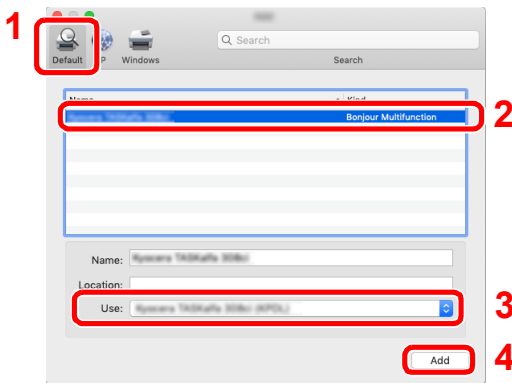 1
Search
Default
P
Windows
Search
Name
Kind
2
Bonjour Multifunction
Name:
Location:
Use:
3
Add
4